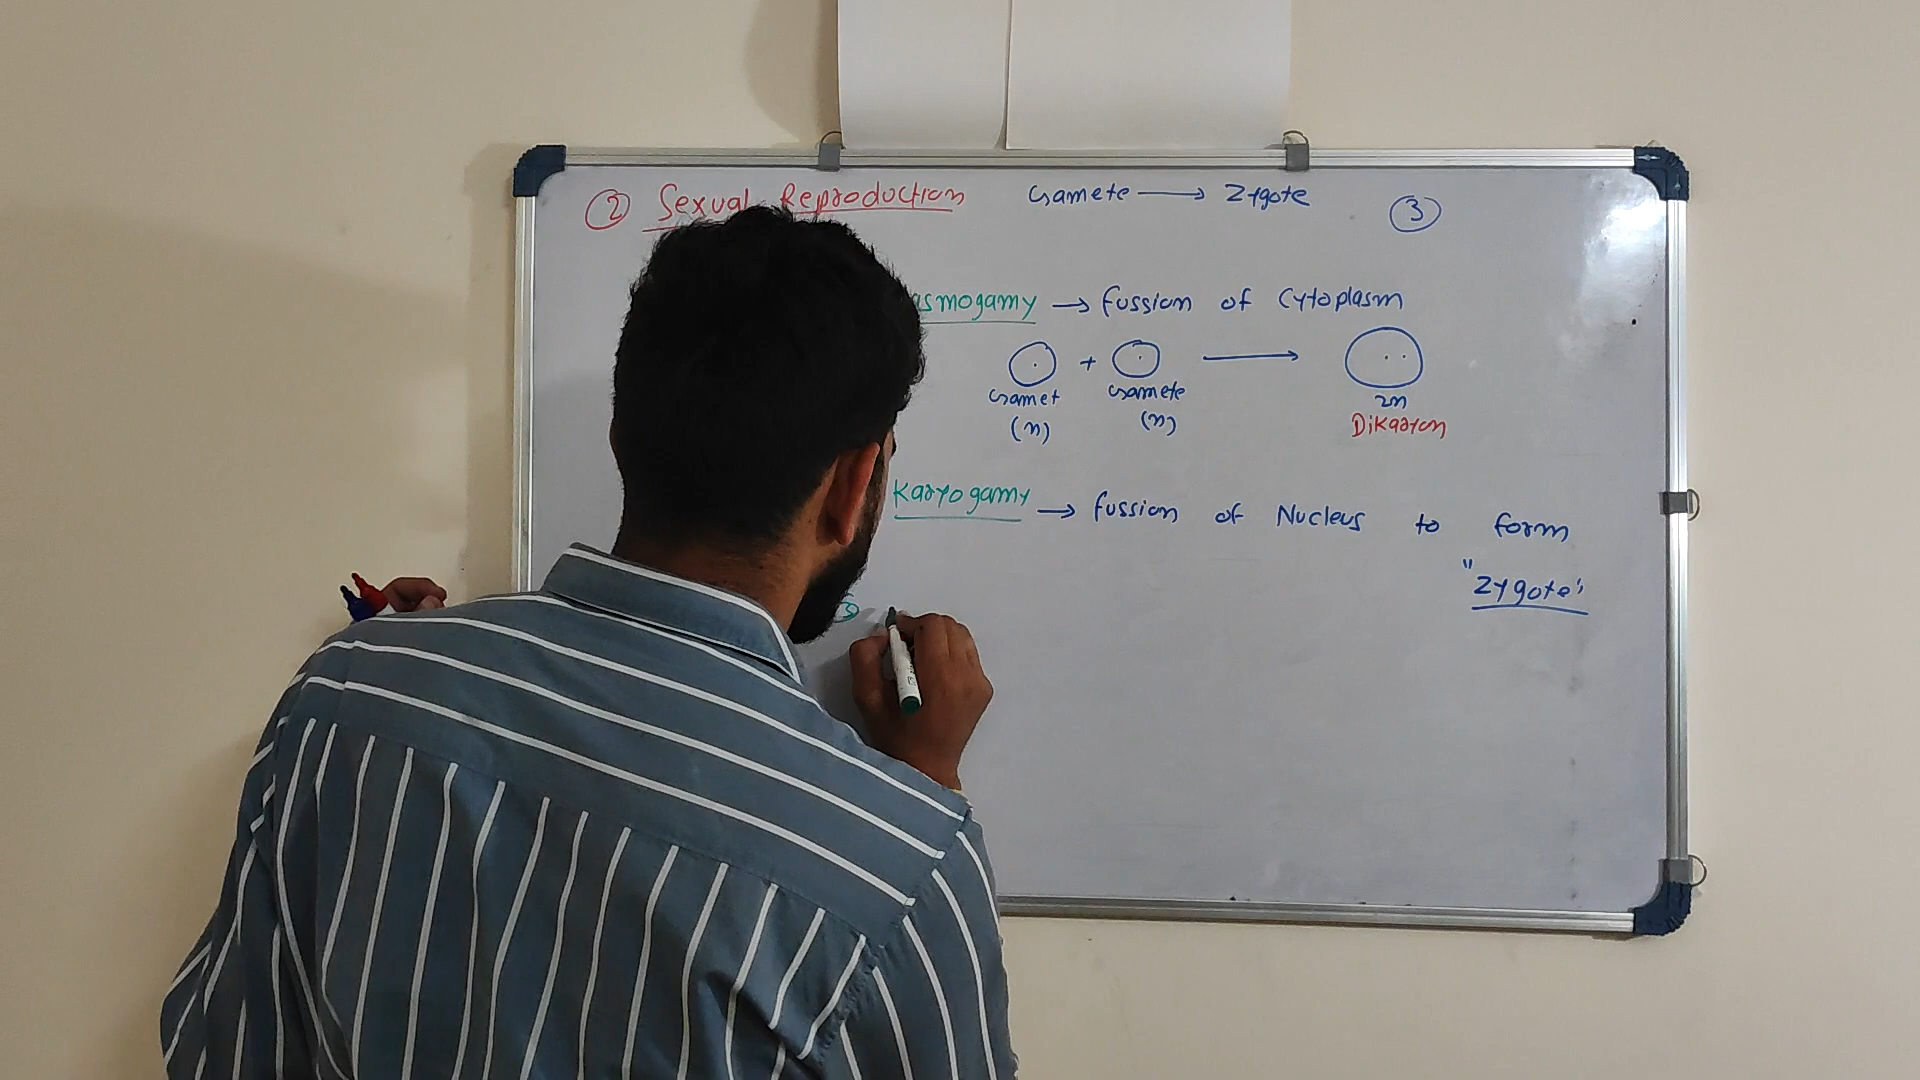 ② Sexual Reproduction Gamete → Zygote ③
smogamy → fussion of Cytoplasm
+ →
Gamet Gamete 2n
(n) (n) Dikaryon
Karyogamy → fussion of Nucleus to form
"Zygote"
③